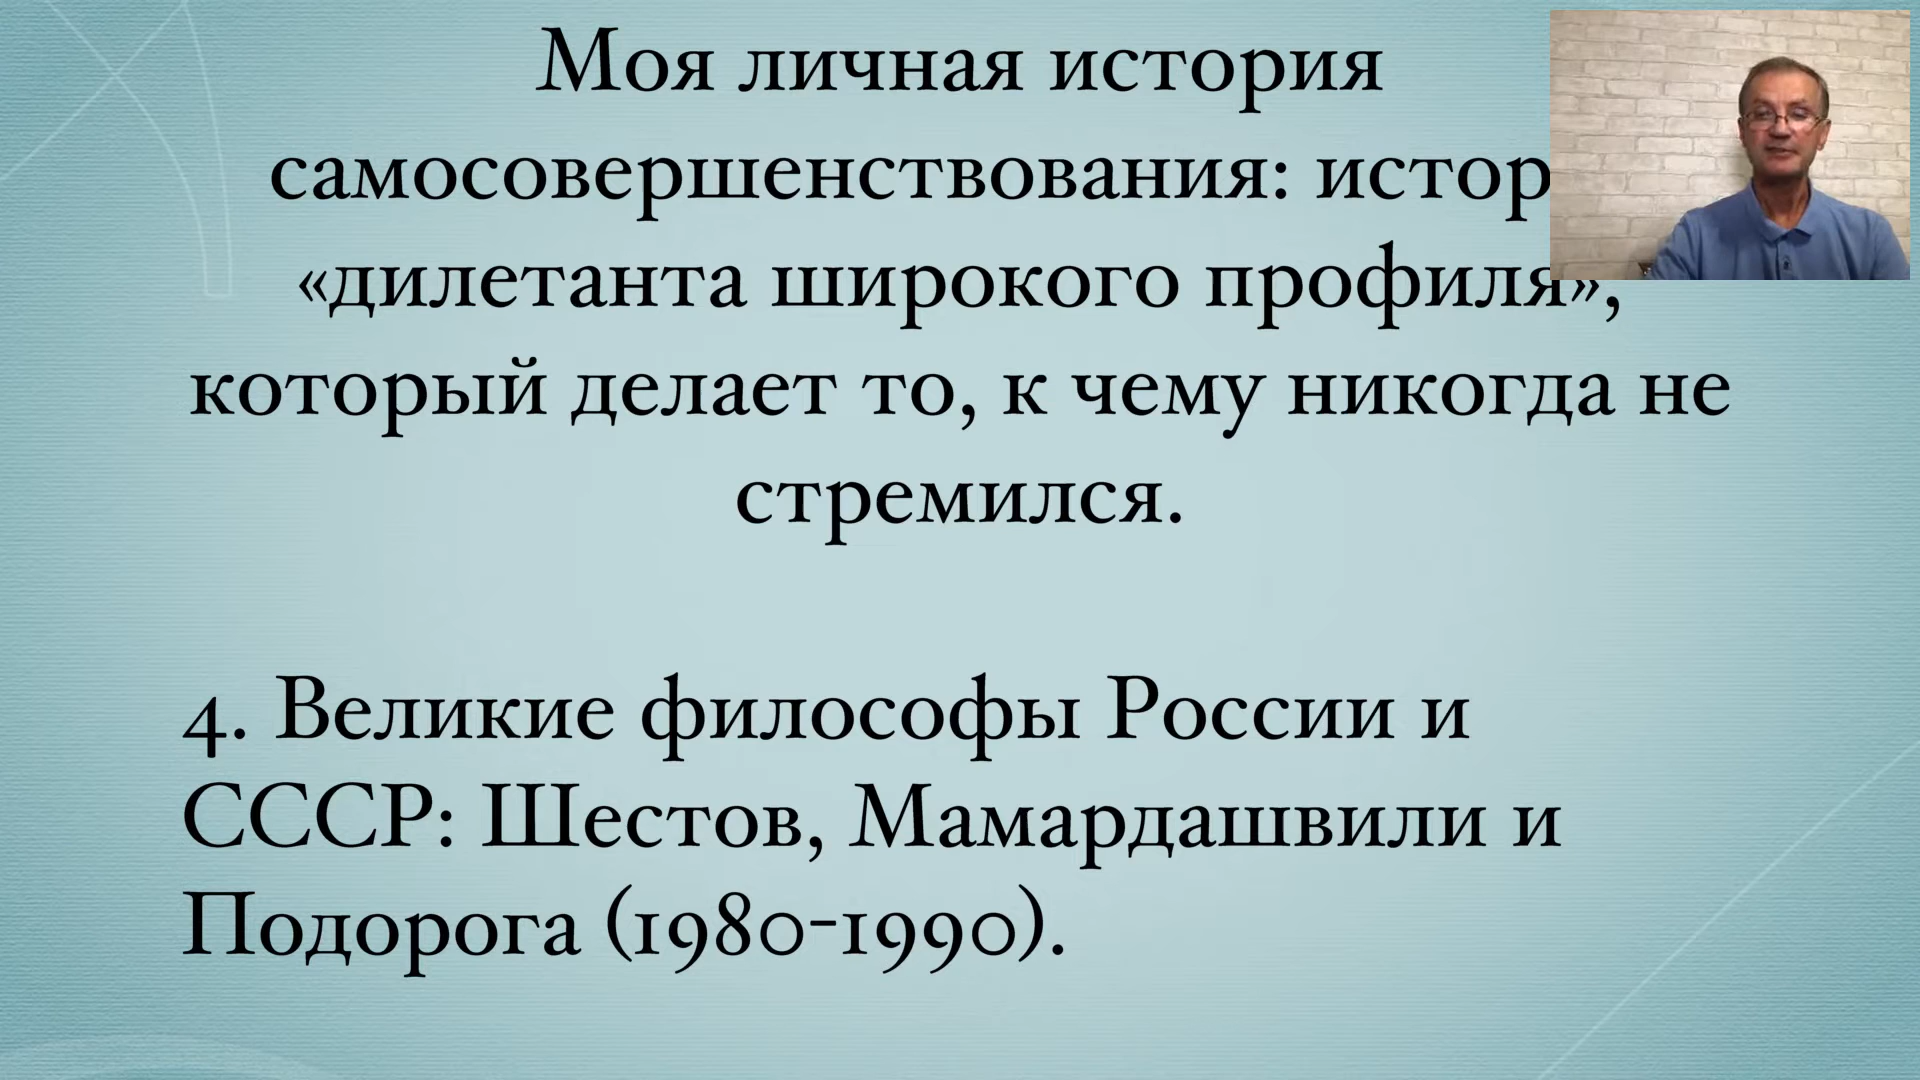 Моя личная история
самосовершенствования: истор
«дилетанта широкого профиля»,
который делает то, к чему никогда не
стремился.
4. Великие философы России и
СССР: Шестов, Мамардашвили и
Подорога (1980-1990).